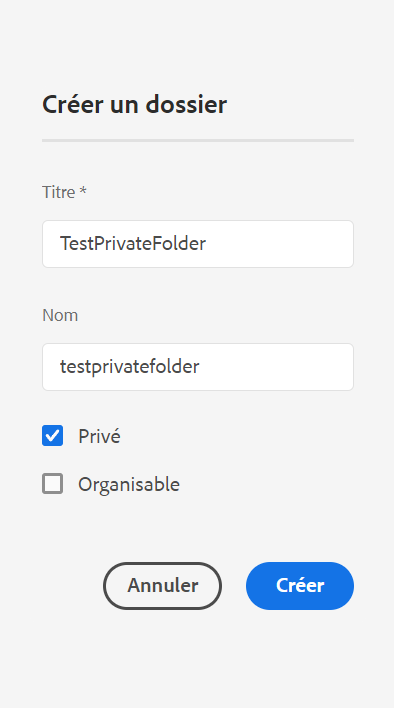 Créer un dossier
Titre *
TestPrivateFolder
Nom
testprivatefolder
Privé
Organisable
Annuler Créer